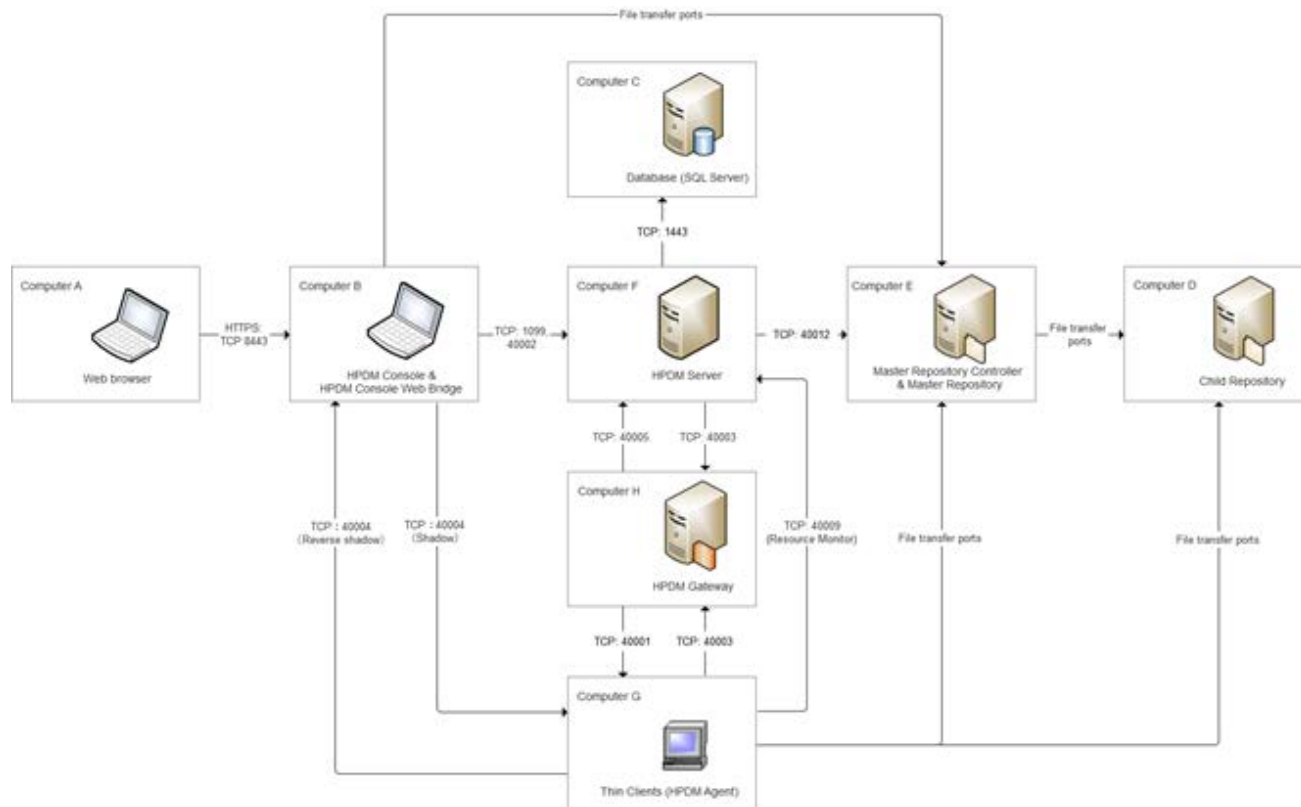 File transfer ports
Computer C
Database (SQL Server)
TCP: 1443
Computer A
Web browser
HTTPS:
TCP 8443
Computer B
HPDM Console &
HPDM Console Web Bridge
TCP: 1099
40002
Computer F
HPDM Server
TCP: 40012
Computer E
Master Repository Controller
& Master Repository
File transfer
ports
Computer D
Child Repository
TCP: 40005
TCP: 40003
Computer H
HPDM Gateway
TCP：40004
(Reverse shadow)
TCP：40004
(Shadow)
TCP: 40009
(Resource Monitor)
File transfer ports
File transfer ports
TCP: 40001
TCP: 40003
Computer G
Thin Clients (HPDM Agent)